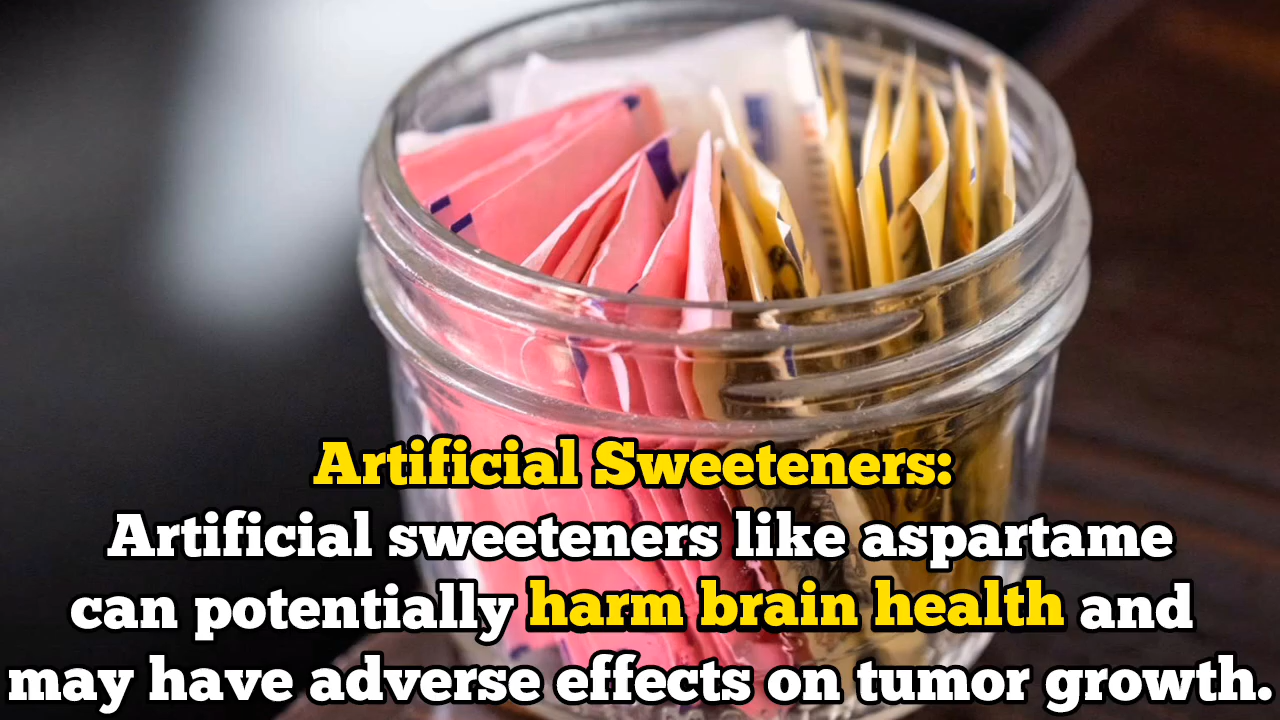 Artificial Sweeteners:
Artificial sweeteners like aspartame
can potentially harm brain health and
may have adverse effects on tumor growth.